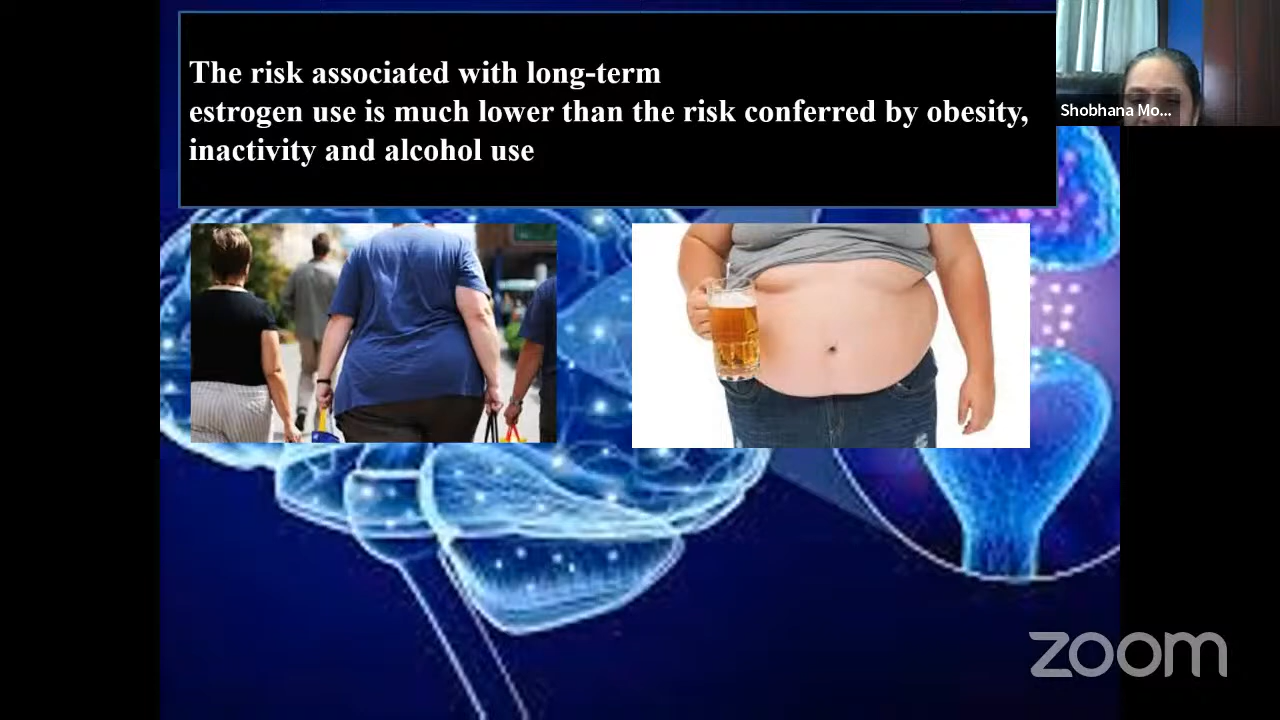 The risk associated with long-term
estrogen use is much lower than the risk conferred by obesity,
inactivity and alcohol use
Shobhana Mo...
zoom